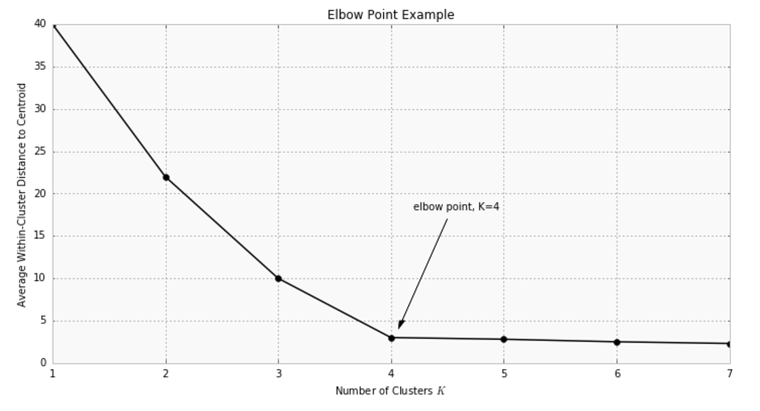 Elbow Point Example
40
35
30
25
20
15
10
5
0
Average Within-Cluster Distance to Centroid
elbow point, K=4
1 2 3 4 5 6 7
Number of Clusters K